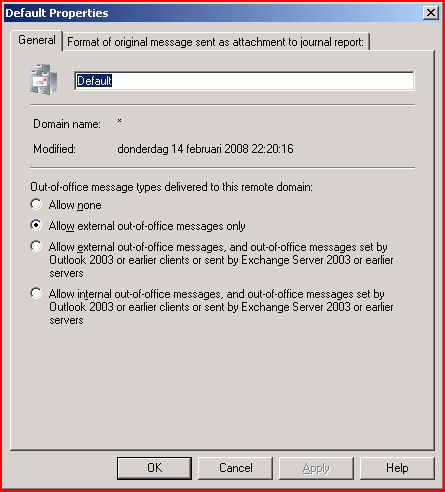 Default Properties
General
Format of original message sent as attachment to journal report:
Default
Domain name: *
Modified: donderdag 14 februari 2008 22:20:16
Out-of-office message types delivered to this remote domain:
Allow none
Allow external out-of-office messages only
Allow external out-of-office messages, and out-of-office messages set by
Outlook 2003 or earlier clients or sent by Exchange Server 2003 or earlier
servers
Allow internal out-of-office messages, and out-of-office messages set by
Outlook 2003 or earlier clients or sent by Exchange Server 2003 or earlier
servers
OK Cancel Apply Help